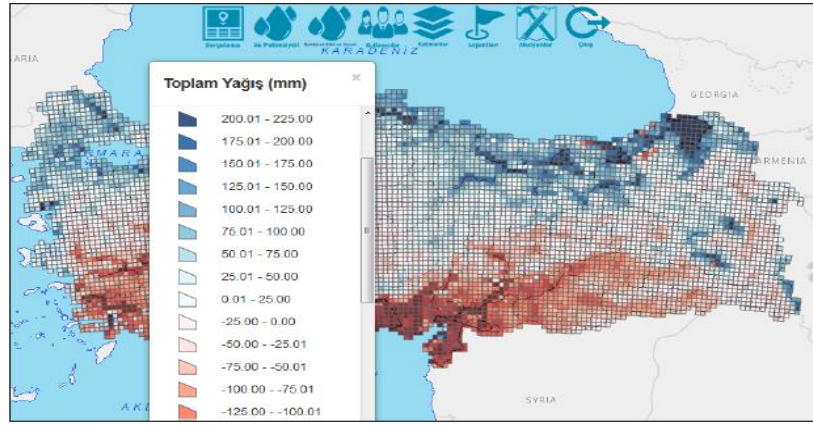 Sorgulama Su Potansiyeli Kullanıcılar Katmanlar Lejantları Aksiyonlar Çıkış
KARADENİZ
ARIA
GEORGIA
Toplam Yağış (mm) ×
200.01 - 225.00
175.01 - 200.00
150.01 - 175.00
125.01 - 150.00
100.01 - 125.00
75.01 - 100.00
50.01 - 75.00
25.01 - 50.00
0.01 - 25.00
-25.00 - 0.00
-50.00 - -25.01
-75.00 - -50.01
-100.00 - -75.01
-125.00 - -100.01
ARMARA
ARMENIA
SYRIA
AK